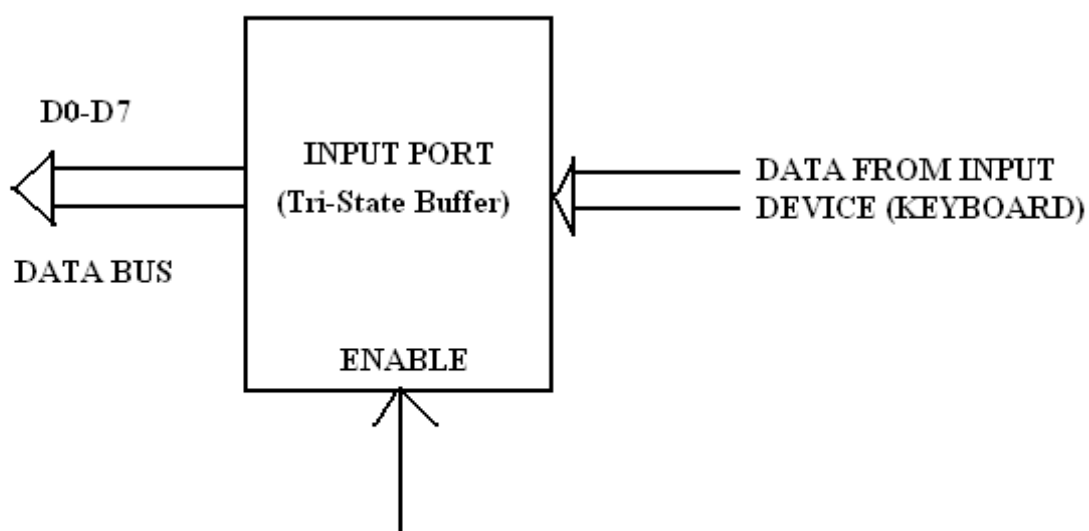 D0-D7
DATA BUS
INPUT PORT
(Tri-State Buffer)
ENABLE
DATA FROM INPUT
DEVICE (KEYBOARD)